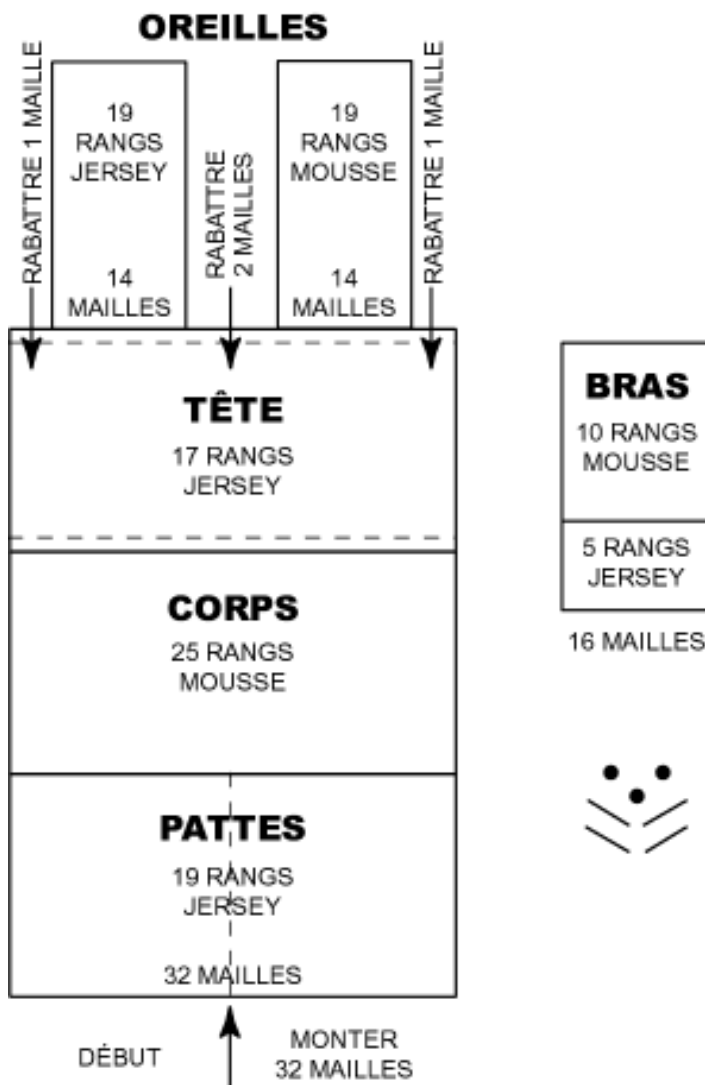 OREILLES
RABATTRE 1 MAILLE
19
RANGS
JERSEY
14
MAILLES
RABATTRE
2 MAILLES
19
RANGS
MOUSSE
14
MAILLES
RABATTRE 1 MAILLE
TÊTE
17 RANGS
JERSEY
CORPS
25 RANGS
MOUSSE
PATTES
19 RANGS
JERSEY
32 MAILLES
DÉBUT
MONTER
32 MAILLES
BRAS
10 RANGS
MOUSSE
5 RANGS
JERSEY
16 MAILLES